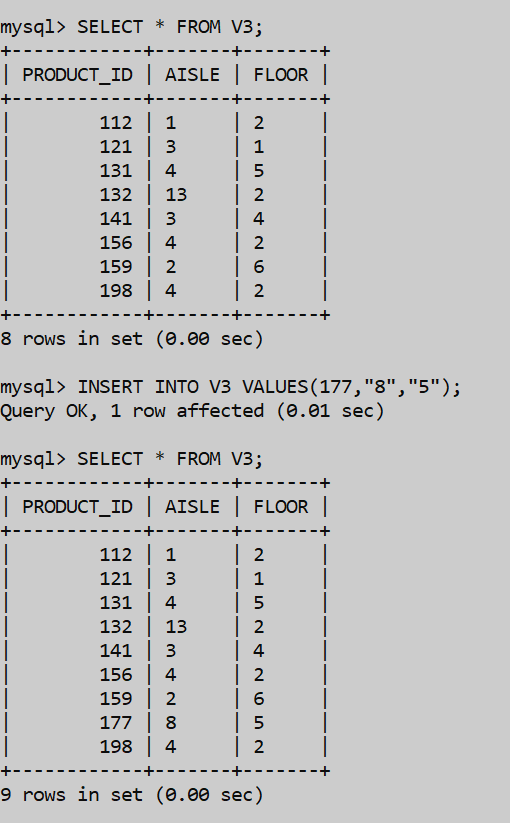 mysql> SELECT * FROM V3;
+------------+-------+-------+
| PRODUCT_ID | AISLE | FLOOR |
+------------+-------+-------+
|        112 | 1     | 2     |
|        121 | 3     | 1     |
|        131 | 4     | 5     |
|        132 | 13    | 2     |
|        141 | 3     | 4     |
|        156 | 4     | 2     |
|        159 | 2     | 6     |
|        198 | 4     | 2     |
+------------+-------+-------+
8 rows in set (0.00 sec)

mysql> INSERT INTO V3 VALUES(177,"8","5");
Query OK, 1 row affected (0.01 sec)

mysql> SELECT * FROM V3;
+------------+-------+-------+
| PRODUCT_ID | AISLE | FLOOR |
+------------+-------+-------+
|        112 | 1     | 2     |
|        121 | 3     | 1     |
|        131 | 4     | 5     |
|        132 | 13    | 2     |
|        141 | 3     | 4     |
|        156 | 4     | 2     |
|        159 | 2     | 6     |
|        177 | 8     | 5     |
|        198 | 4     | 2     |
+------------+-------+-------+
9 rows in set (0.00 sec)